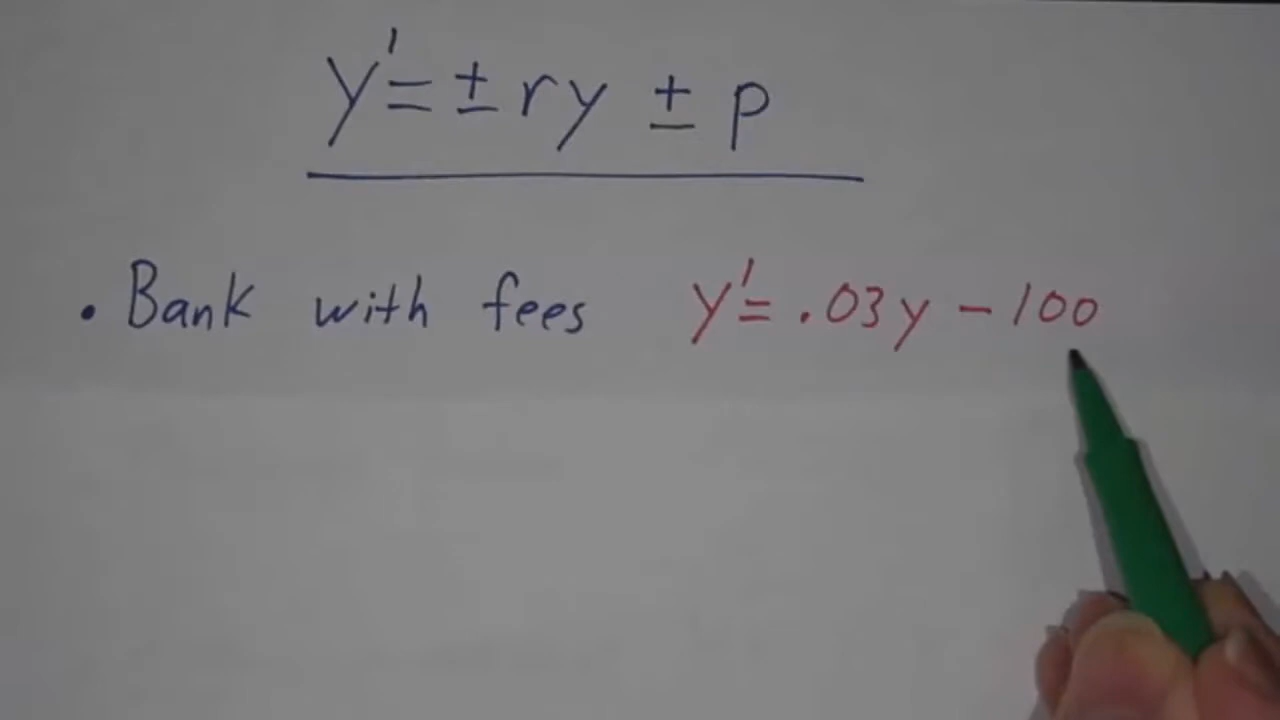 y' = ± ry ± p
• Bank with fees y' = .03y - 100